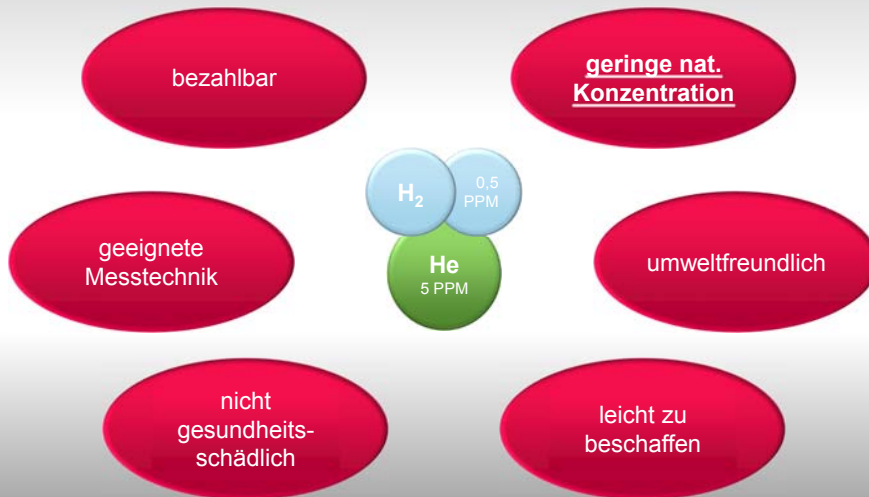 bezahlbar
geringe nat.
Konzentration
H₂
0,5
PPM
geeignete
Messtechnik
He
5 PPM
umweltfreundlich
nicht
gesundheits-
schädlich
leicht zu
beschaffen